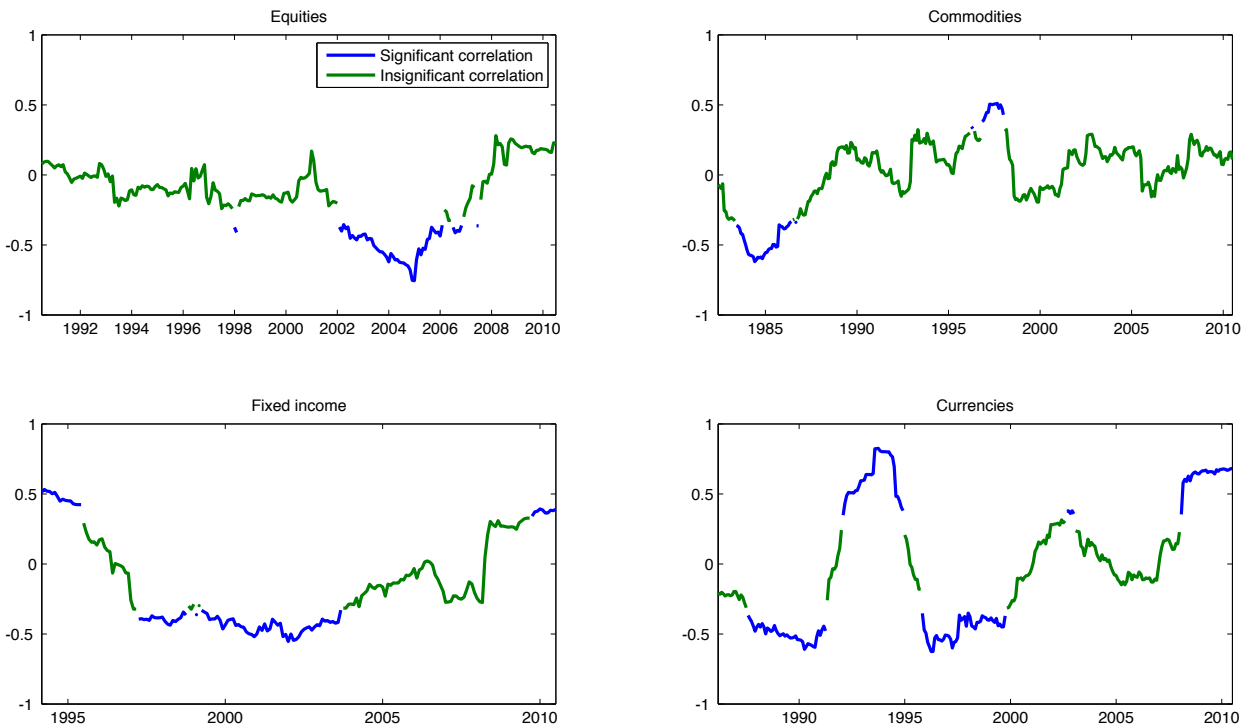 Equities
1
0.5
0
-0.5
-1
1992 1994 1996 1998 2000 2002 2004 2006 2008 2010
Significant correlation
Insignificant correlation
Commodities
1
0.5
0
-0.5
-1
1985 1990 1995 2000 2005 2010
Fixed income
1
0.5
0
-0.5
-1
1995 2000 2005 2010
Currencies
1
0.5
0
-0.5
-1
1990 1995 2000 2005 2010